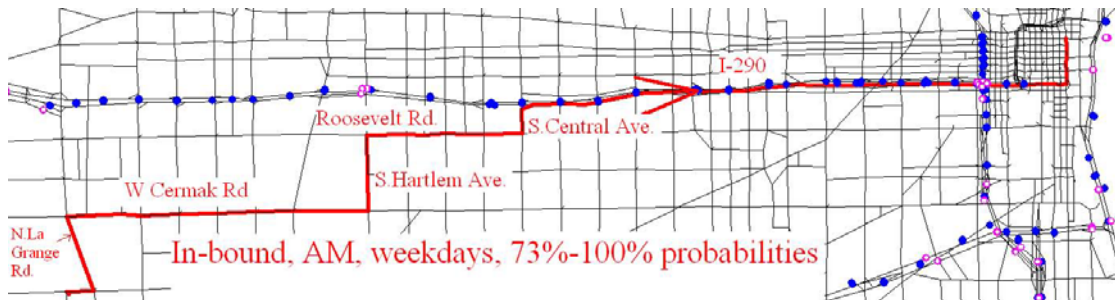 I-290
Roosevelt Rd.
S.Central Ave.
W Cermak Rd
S.Hartlem Ave.
N.La
Grange
Rd.
In-bound, AM, weekdays, 73%-100% probabilities